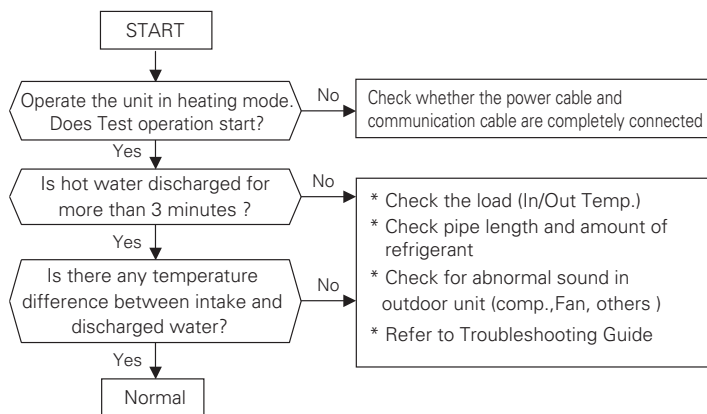 START
Operate the unit in heating mode.
Does Test operation start?
No
Check whether the power cable and
communication cable are completely connected
Yes
Is hot water discharged for
more than 3 minutes ?
No
* Check the load (In/Out Temp.)
* Check pipe length and amount of
refrigerant
* Check for abnormal sound in
outdoor unit (comp.,Fan, others )
* Refer to Troubleshooting Guide
Yes
Is there any temperature
difference between intake and
discharged water?
No
Yes
Normal